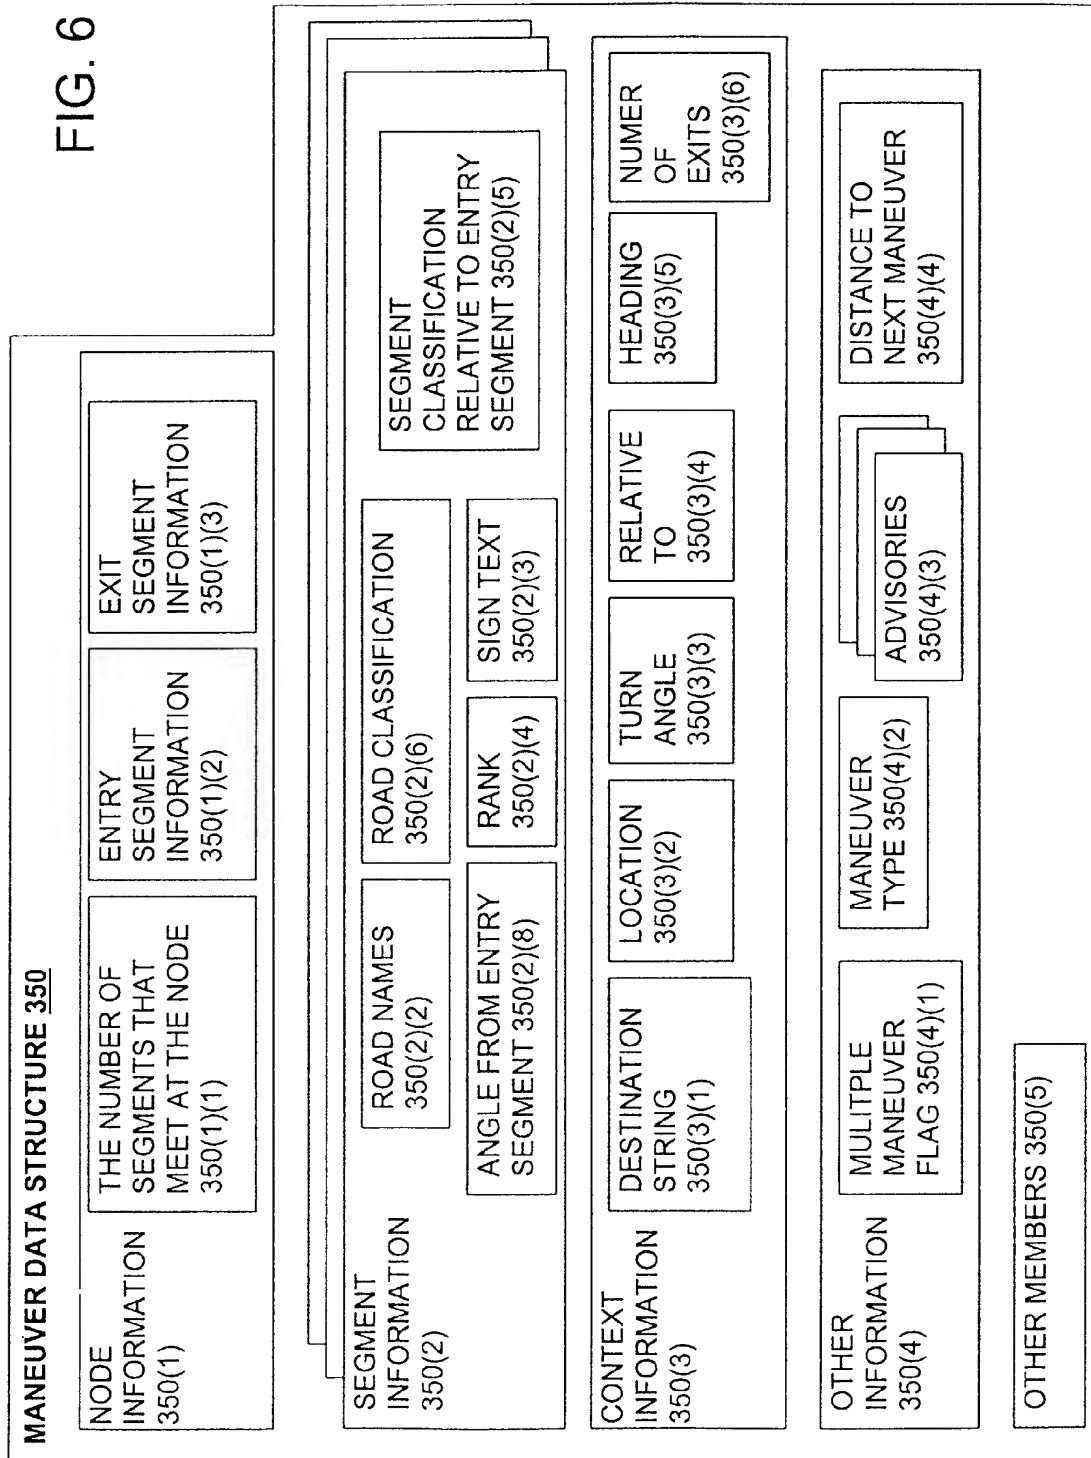 FIG. 6
MANEUVER DATA STRUCTURE 350
NODE
INFORMATION
350(1)
THE NUMBER OF
SEGMENTS THAT
MEET AT THE NODE
350(1)(1)
ENTRY
SEGMENT
INFORMATION
350(1)(2)
EXIT
SEGMENT
INFORMATION
350(1)(3)
SEGMENT
INFORMATION
350(2)
ROAD NAMES
350(2)(2)
ROAD CLASSIFICATION
350(2)(6)
ANGLE FROM ENTRY
SEGMENT 350(2)(8)
RANK
350(2)(4)
SIGN TEXT
350(2)(3)
SEGMENT
CLASSIFICATION
RELATIVE TO ENTRY
SEGMENT 350(2)(5)
CONTEXT
INFORMATION
350(3)
DESTINATION
STRING
350(3)(1)
LOCATION
350(3)(2)
TURN
ANGLE
350(3)(3)
RELATIVE
TO
350(3)(4)
HEADING
350(3)(5)
NUMER
OF
EXITS
350(3)(6)
OTHER
INFORMATION
350(4)
MULITPLE
MANEUVER
FLAG 350(4)(1)
MANEUVER
TYPE 350(4)(2)
ADVISORIES
350(4)(3)
DISTANCE TO
NEXT MANEUVER
350(4)(4)
OTHER MEMBERS 350(5)